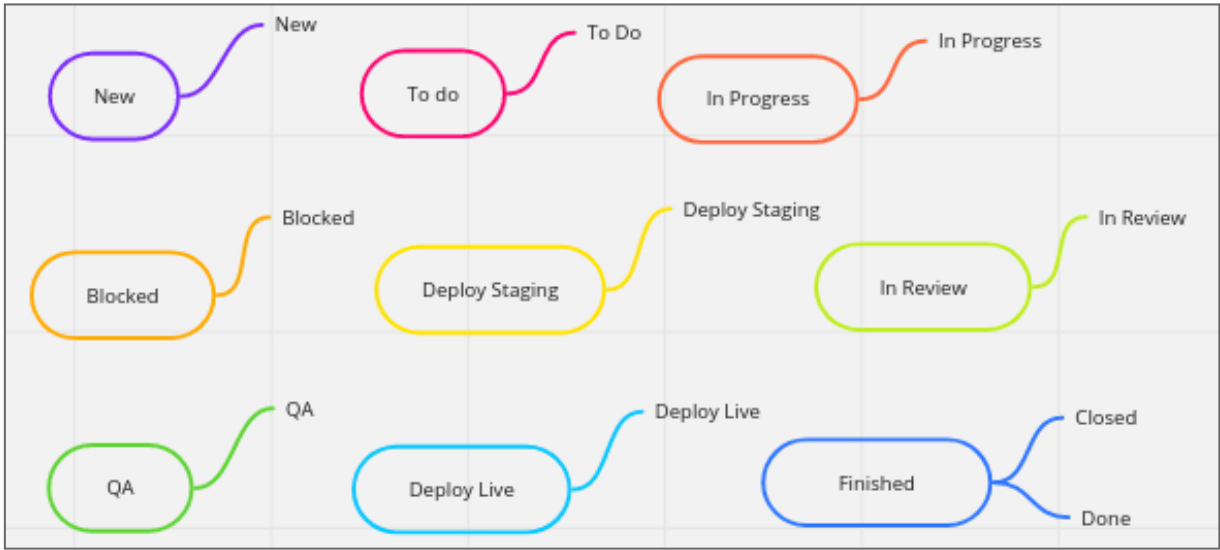 New
New
To Do
To do
In Progress
In Progress
Blocked
Blocked
Deploy Staging
Deploy Staging
In Review
In Review
QA
QA
Deploy Live
Deploy Live
Closed
Finished
Done